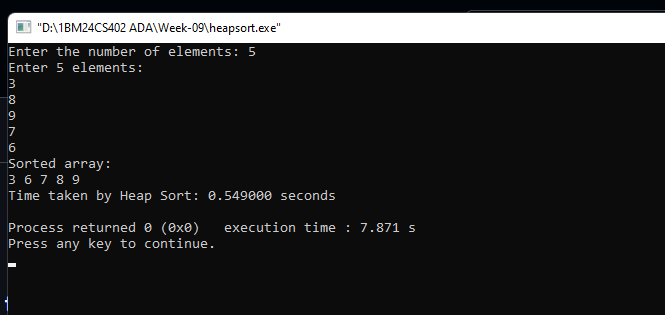 "D:\1BM24CS402 ADA\Week-09\heapsort.exe"
Enter the number of elements: 5
Enter 5 elements:
3
8
9
7
6
Sorted array:
3 6 7 8 9
Time taken by Heap Sort: 0.549000 seconds
Process returned 0 (0x0)   execution time : 7.871 s
Press any key to continue.